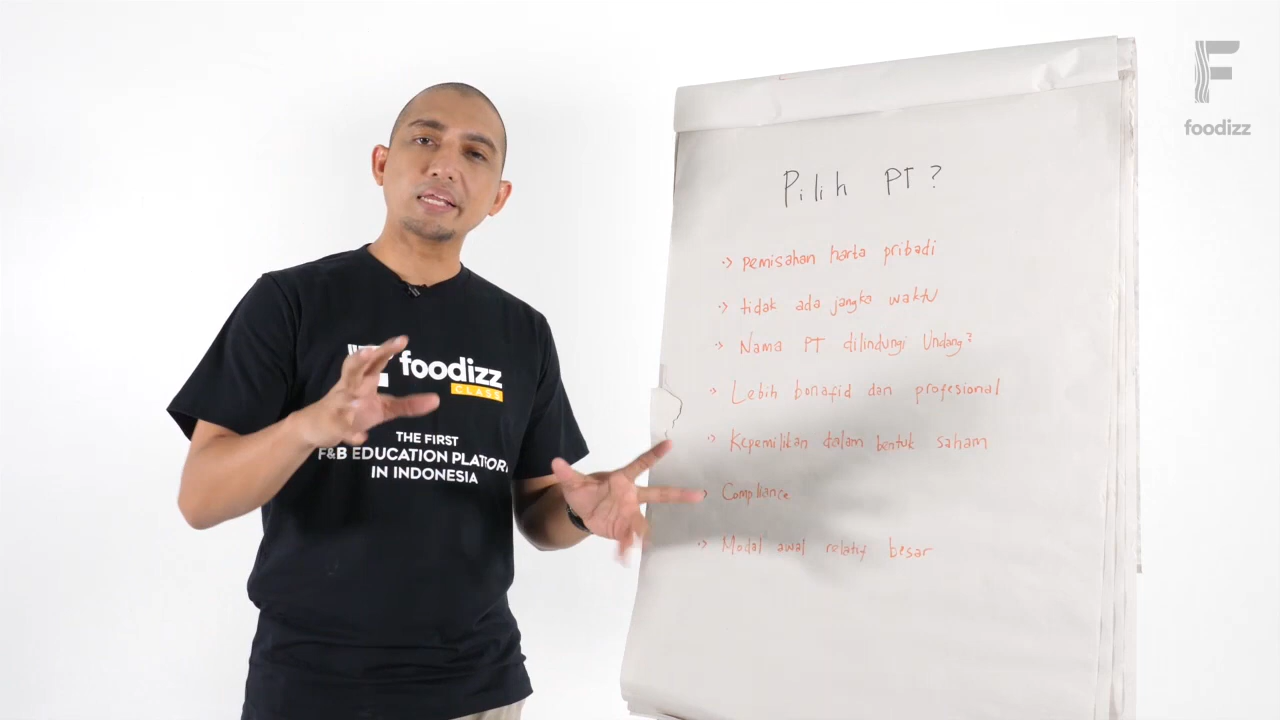 foodizz
CLASS
THE FIRST
F&B EDUCATION PLATFORM
IN INDONESIA
F
foodizz
Pilih PT?
-> pemisahan harta pribadi
-> tidak ada jangka waktu
-> Nama PT dilindungi Undang²
-> Lebih bonafid dan profesional
-> Kepemilikan dalam bentuk saham
-> Compliance
-> Modal awal relatif besar